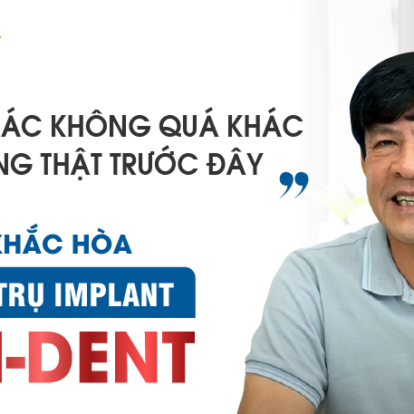 ÁC KHÔNG QUÁ KHÁC
NG THẬT TRƯỚC ĐÂY ”
KHẮC HÒA
TRỤ IMPLANT
-DENT